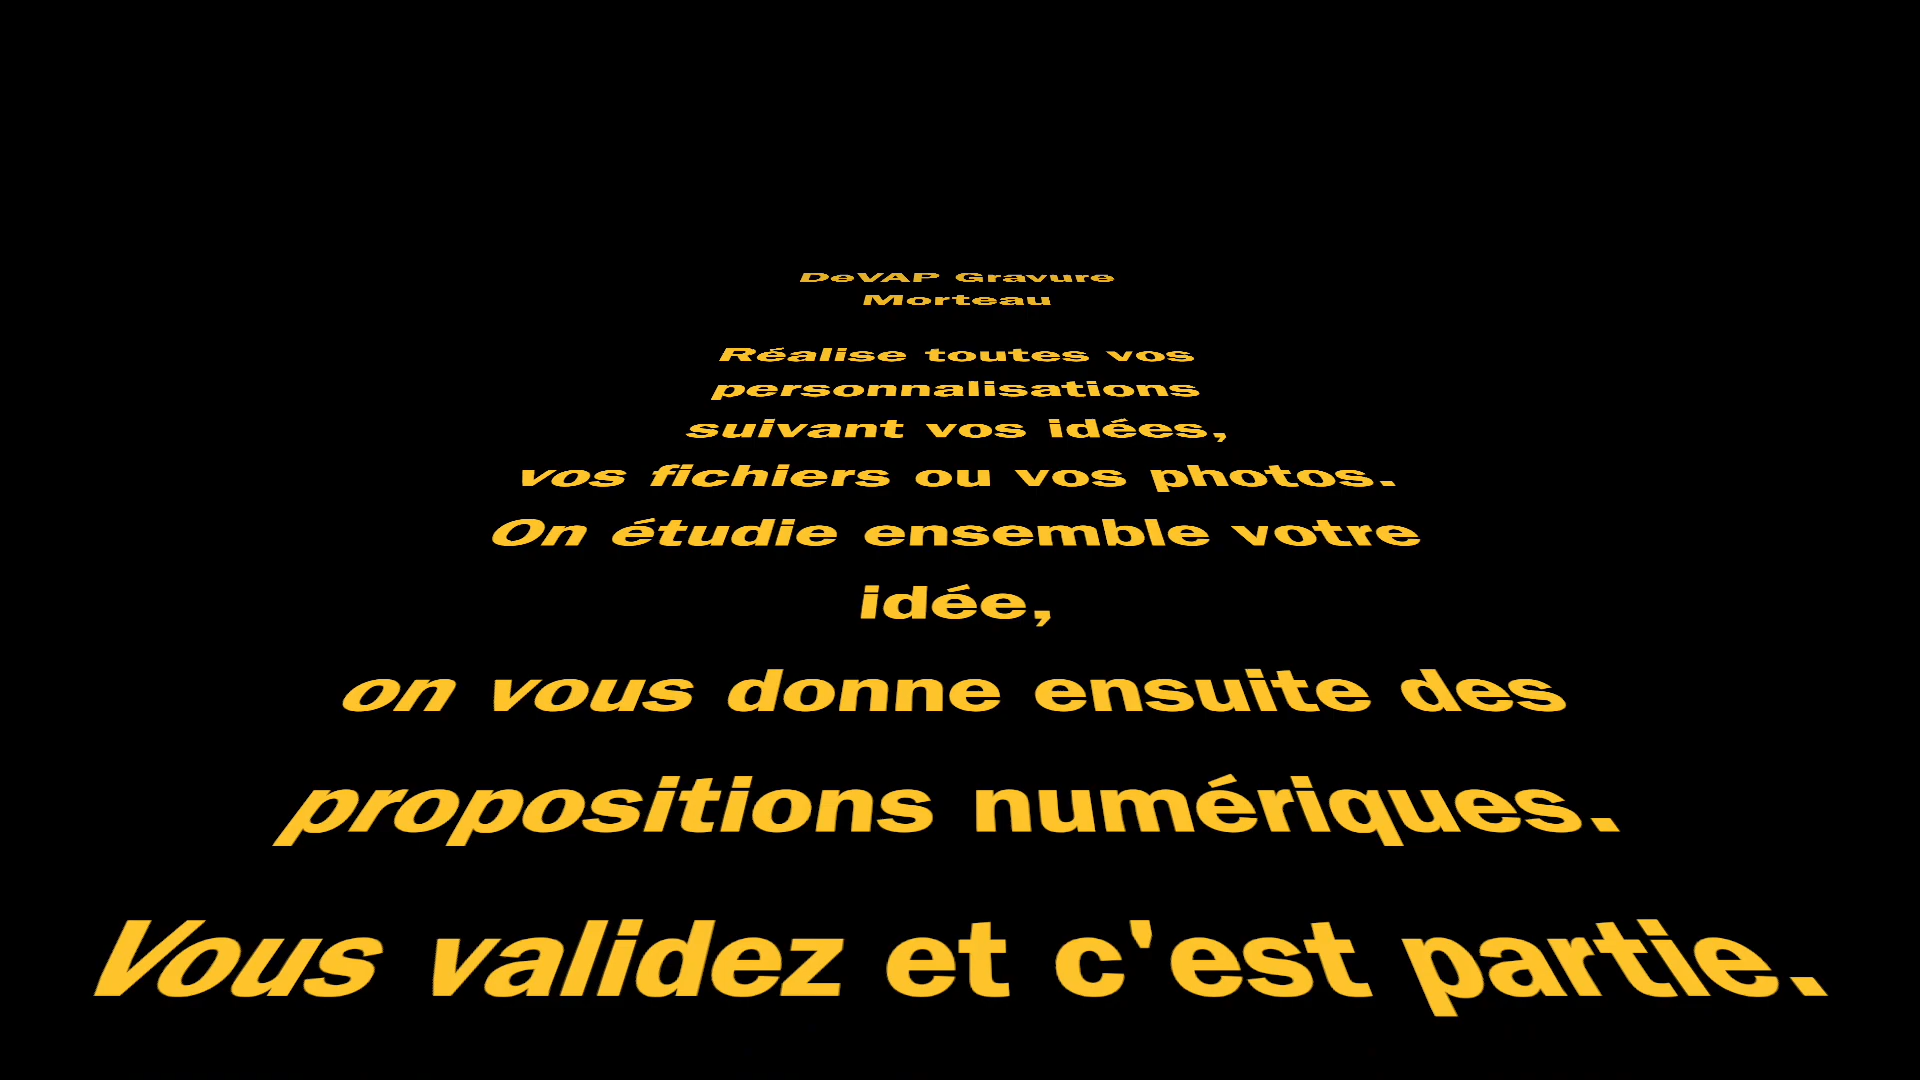 DeVAP Gravure
Morteau
Réalise toutes vos
personnalisations
suivant vos idées,
vos fichiers ou vos photos.
On étudie ensemble votre
idée,
on vous donne ensuite des
propositions numériques.
Vous validez et c'est partie.